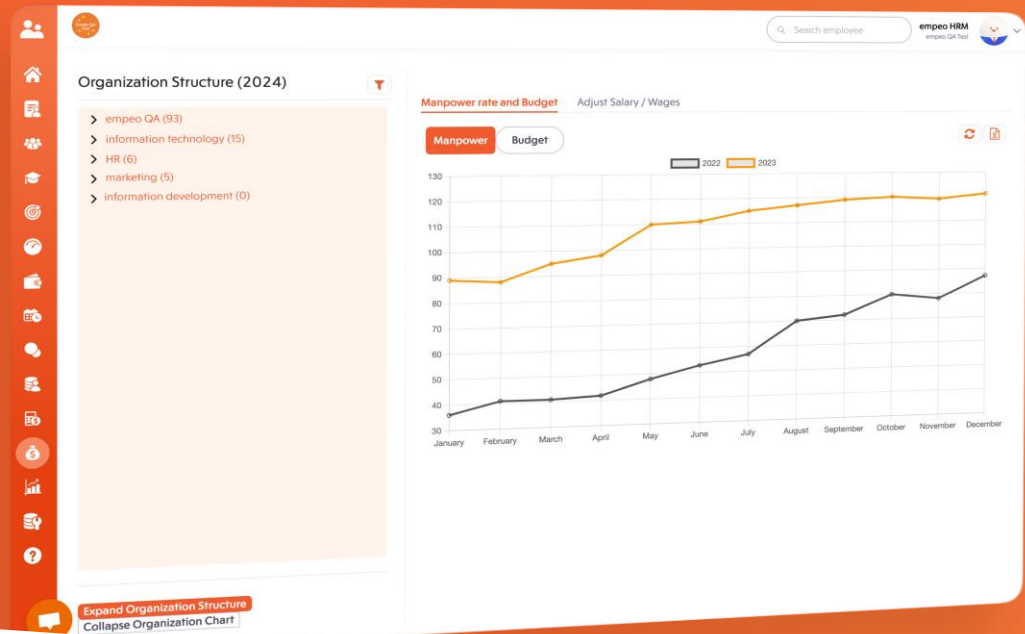 Search employee
empeo HRM
empeo QA Test
Organization Structure (2024)
empeo QA (93)
information technology (15)
HR (6)
marketing (5)
information development (0)
Expand Organization Structure
Collapse Organization Chart
Manpower rate and Budget
Adjust Salary / Wages
Manpower
Budget
2022 2023
130
120
110
100
90
80
70
60
50
40
30
January February March April May June July August September October November December